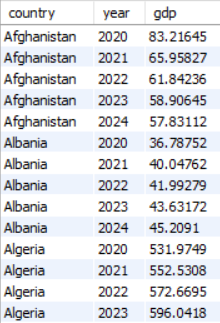 country year gdp
Afghanistan 2020 83.21645
Afghanistan 2021 65.95827
Afghanistan 2022 61.84236
Afghanistan 2023 58.90645
Afghanistan 2024 57.83112
Albania 2020 36.78752
Albania 2021 40.04762
Albania 2022 41.99279
Albania 2023 43.63172
Albania 2024 45.2091
Algeria 2020 531.9749
Algeria 2021 552.5308
Algeria 2022 572.6695
Algeria 2023 596.0418